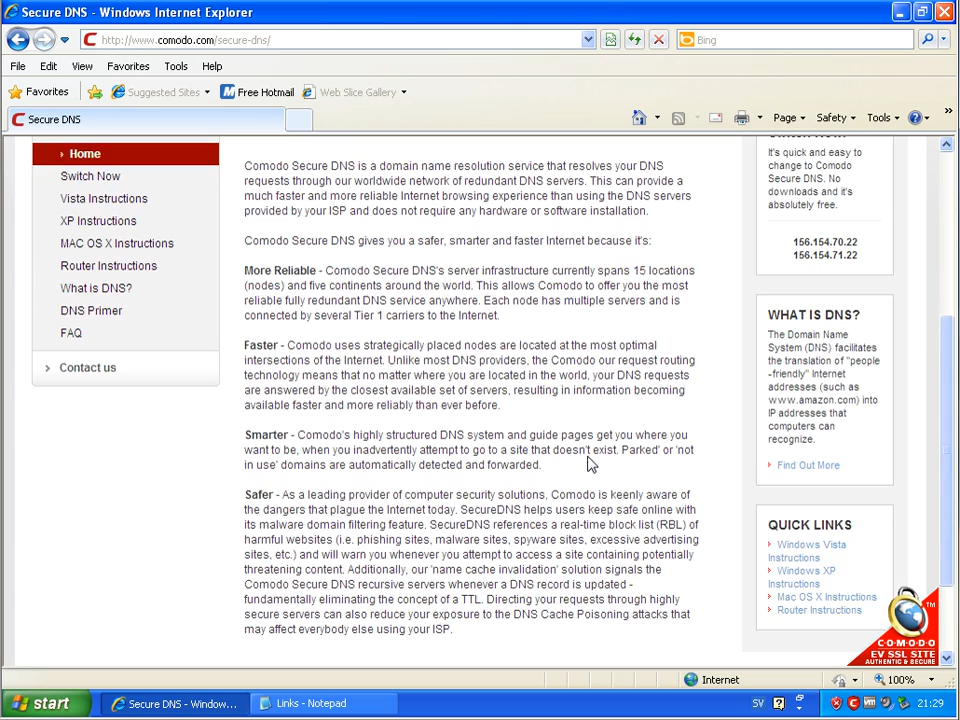 Secure DNS - Windows Internet Explorer
http://www.comodo.com/secure-dns/
Bing
File Edit View Favorites Tools Help
Favorites Suggested Sites Free Hotmail Web Slice Gallery
Secure DNS
Page Safety Tools
Home
Switch Now
Vista Instructions
XP Instructions
MAC OS X Instructions
Router Instructions
What is DNS?
DNS Primer
FAQ
Contact us
Comodo Secure DNS is a domain name resolution service that resolves your DNS
requests through our worldwide network of redundant DNS servers. This can provide a
much faster and more reliable Internet browsing experience than using the DNS servers
provided by your ISP and does not require any hardware or software installation.
Comodo Secure DNS gives you a safer, smarter and faster Internet because it's:
More Reliable - Comodo Secure DNS's server infrastructure currently spans 15 locations
(nodes) and five continents around the world. This allows Comodo to offer you the most
reliable fully redundant DNS service anywhere. Each node has multiple servers and is
connected by several Tier 1 carriers to the Internet.
Faster - Comodo uses strategically placed nodes are located at the most optimal
intersections of the Internet. Unlike most DNS providers, the Comodo our request routing
technology means that no matter where you are located in the world, your DNS requests
are answered by the closest available set of servers, resulting in information becoming
available faster and more reliably than ever before.
Smarter - Comodo's highly structured DNS system and guide pages get you where you
want to be, when you inadvertently attempt to go to a site that doesn't exist. Parked' or 'not
in use' domains are automatically detected and forwarded.
Safer - As a leading provider of computer security solutions, Comodo is keenly aware of
the dangers that plague the Internet today. SecureDNS helps users keep safe online with
its malware domain filtering feature. SecureDNS references a real-time block list (RBL) of
harmful websites (i.e. phishing sites, malware sites, spyware sites, excessive advertising
sites, etc.) and will warn you whenever you attempt to access a site containing potentially
threatening content. Additionally, our 'name cache invalidation' solution signals the
Comodo Secure DNS recursive servers whenever a DNS record is updated -
fundamentally eliminating the concept of a TTL. Directing your requests through highly
secure servers can also reduce your exposure to the DNS Cache Poisoning attacks that
may affect everybody else using your ISP.
It's quick and easy to
change to Comodo
Secure DNS. No
downloads and it's
absolutely free.
156.154.70.22
156.154.71.22
WHAT IS DNS?
The Domain Name
System (DNS) facilitates
the translation of "people
-friendly" Internet
addresses (such as
www.amazon.com) into
IP addresses that
computers can
recognize.
Find Out More
QUICK LINKS
Windows Vista
Instructions
Windows XP
Instructions
Mac OS X Instructions
Router Instructions
TM
C·O·M·O·D·O
EV SSL SITE
AUTHENTIC & SECURE
Internet 100%
start Secure DNS - Window... Links - Notepad SV 21:29